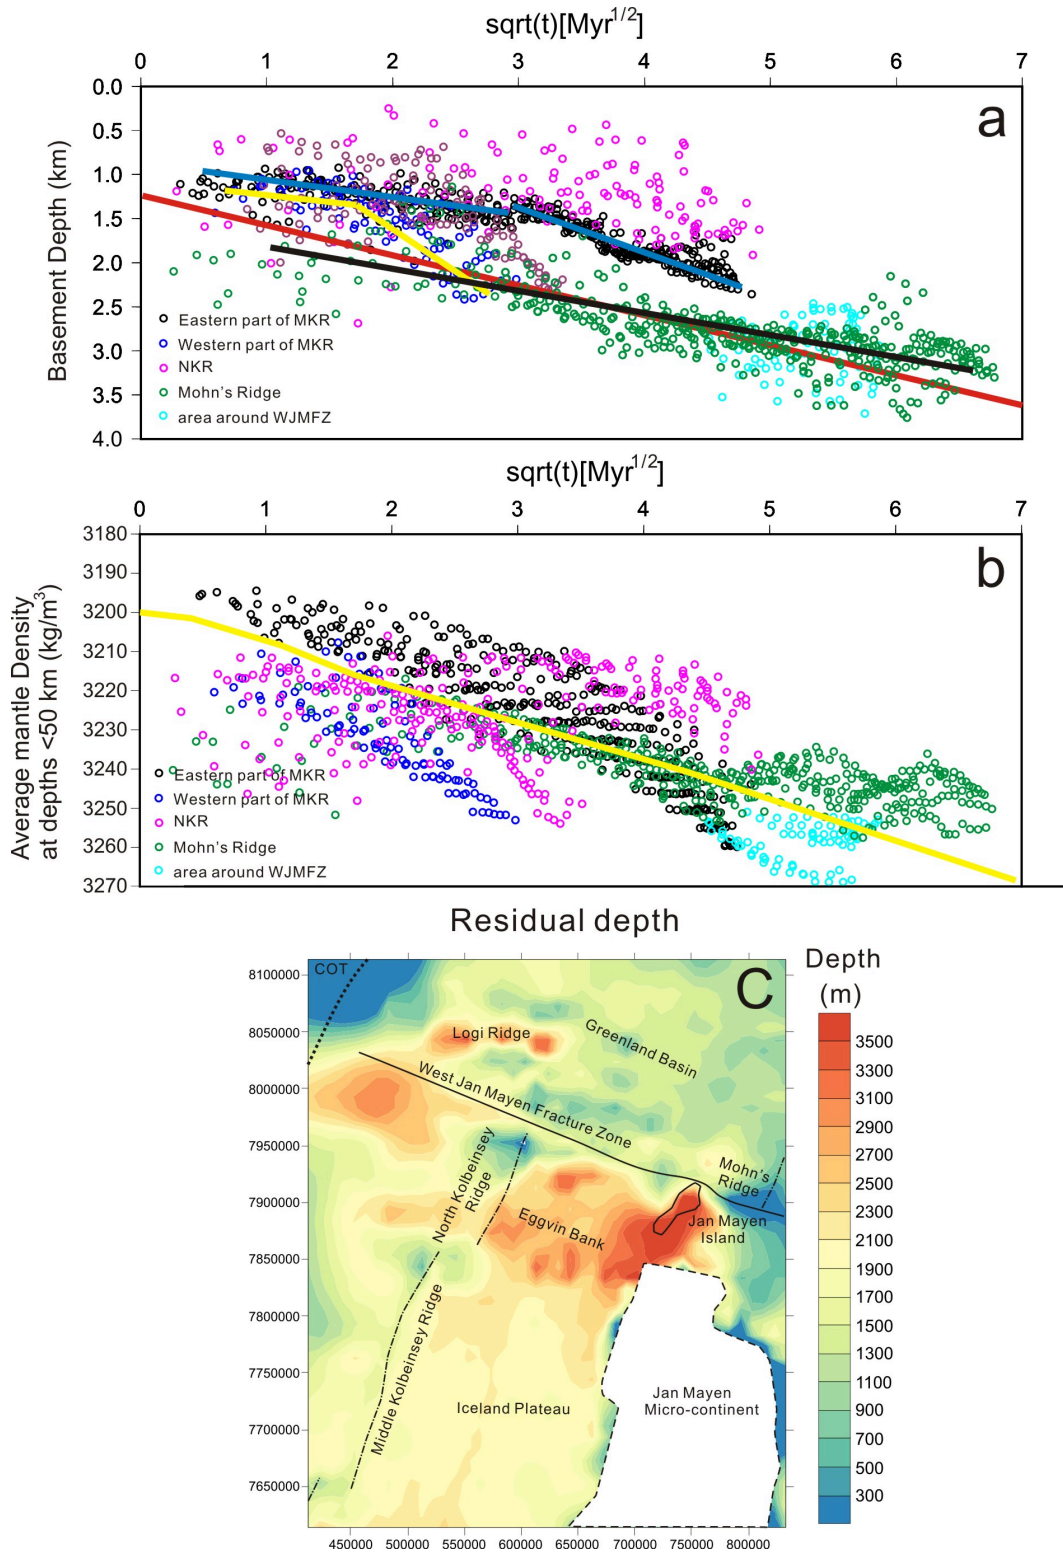 sqrt(t)[Myr1/2]
0 1 2 3 4 5 6 7
a
Basement Depth (km)
0.0
0.5
1.0
1.5
2.0
2.5
3.0
3.5
4.0
Eastern part of MKR
Western part of MKR
NKR
Mohn's Ridge
area around WJMFZ
sqrt(t)[Myr1/2]
0 1 2 3 4 5 6 7
b
Average mantle Density
at depths <50 km (kg/m3)
3180
3190
3200
3210
3220
3230
3240
3250
3260
3270
Eastern part of MKR
Western part of MKR
NKR
Mohn's Ridge
area around WJMFZ
Residual depth
C
Depth
(m)
3500
3300
2900
2700
2500
2300
2100
1900
1700
1300
1100
900
700
500
300
8100000
8050000
8000000
7950000
7900000
7850000
7800000
7750000
7700000
7650000
COT
Logi Ridge
Greenland Basin
West Jan Mayen Fracture Zone
North Kolbeinsey
Ridge
Mohn's
Ridge
Eggvin Bank
Jan Mayen
Island
Middle Kolbeinsey Ridge
Iceland Plateau
Jan Mayen
Micro-continent
450000 500000 550000 600000 650000 700000 750000 800000